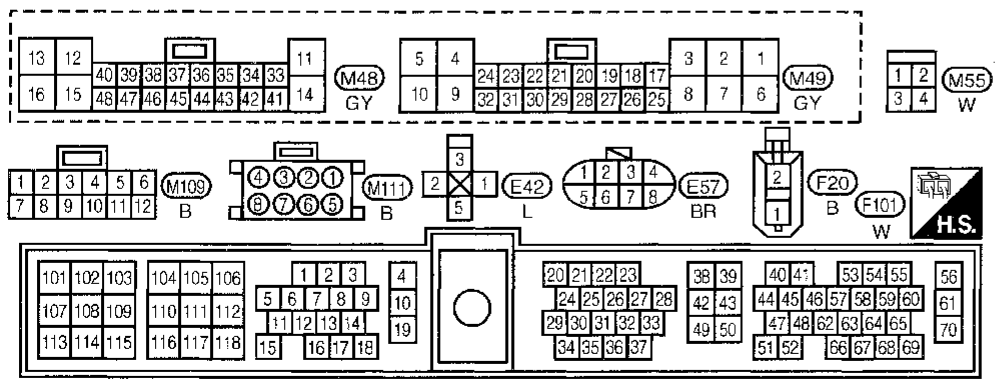 13 12 11
40 39 38 37 36 35 34 33
16 15 48 47 46 45 44 43 42 41 14
M48
GY
5 4 3 2 1
24 23 22 21 20 19 18 17
10 9 32 31 30 29 28 27 26 25 8 7 6
M49
GY
1 2
3 4
M55
W
1 2 3 4 5 6
7 8 9 10 11 12
M109
B
4 3 2 1
8 7 6 5
M111
B
3
2 1
5
E42
L
1 2 3 4
5 6 7 8
E57
BR
2
1
F20
B
F101
W
H.S.
101 102 103 104 105 106 1 2 3 4
5 6 7 8 9
107 108 109 110 111 112 10
11 12 13 14
113 114 115 116 117 118 15 16 17 18 19
20 21 22 23 38 39 40 41 53 54 55 56
24 25 26 27 28 42 43 44 45 46 57 58 59 60 61
29 30 31 32 33 49 50 47 48 62 63 64 65 70
34 35 36 37 51 52 66 67 68 69